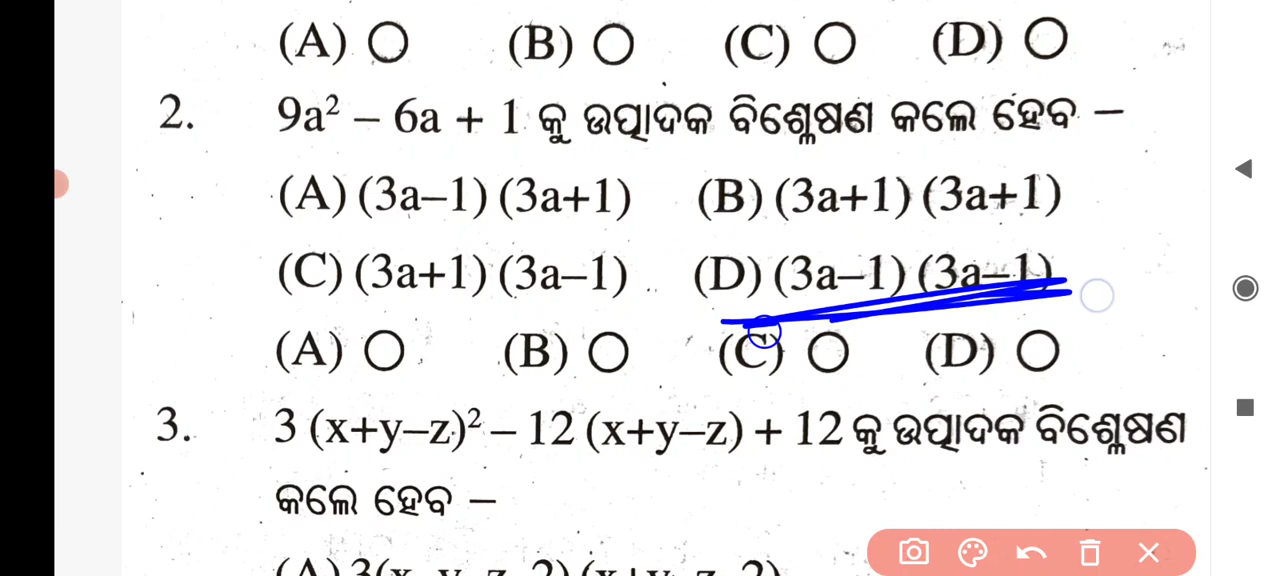 (A) ○ (B) ○ (C) ○ (D) ○
2. 9a² – 6a + 1 କୁ ଉତ୍ପାଦକ ବିଶ୍ଳେଷଣ କଲେ ହେବ –
(A) (3a–1) (3a+1) (B) (3a+1) (3a+1)
(C) (3a+1) (3a–1) (D) (3a–1) (3a–1)
(A) ○ (B) ○ (C) ○ (D) ○
3. 3 (x+y–z)² – 12 (x+y–z) + 12 କୁ ଉତ୍ପାଦକ ବିଶ୍ଳେଷଣ
କଲେ ହେବ –